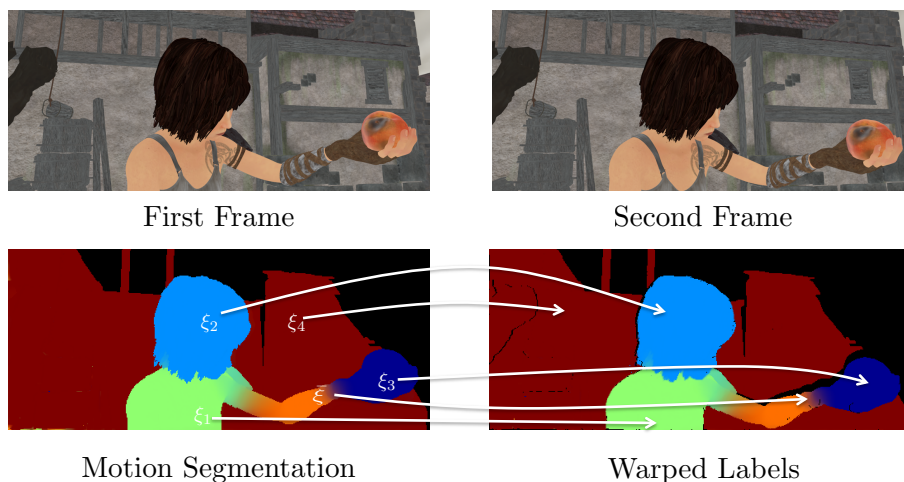 First Frame
Second Frame
ξ₂
ξ₄
ξ₃
ξ
ξ₁
Motion Segmentation
Warped Labels